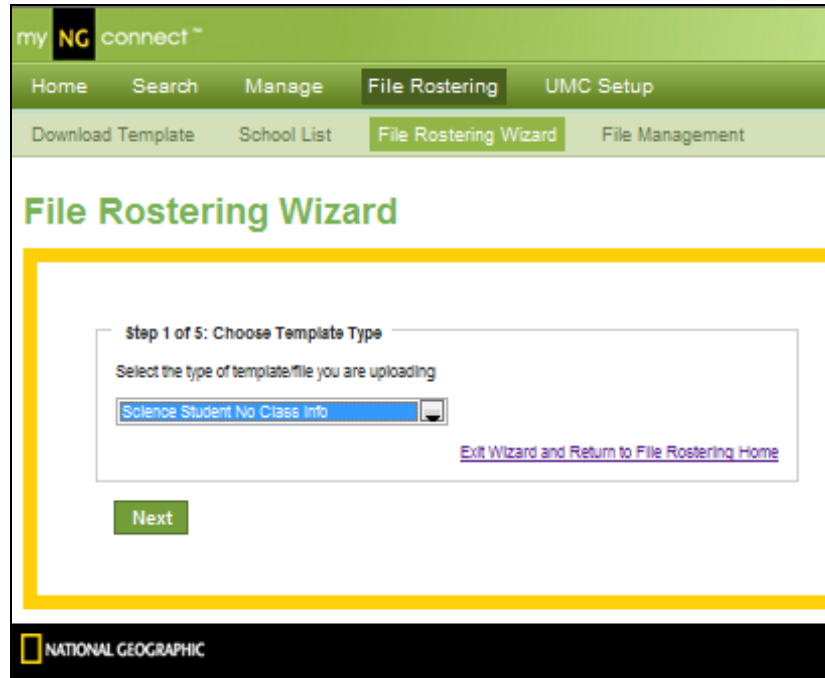 my NG connect™
Home Search Manage File Rostering UMC Setup
Download Template School List File Rostering Wizard File Management
File Rostering Wizard
Step 1 of 5: Choose Template Type
Select the type of template/file you are uploading
Science Student No Class Info
Exit Wizard and Return to File Rostering Home
Next
NATIONAL GEOGRAPHIC